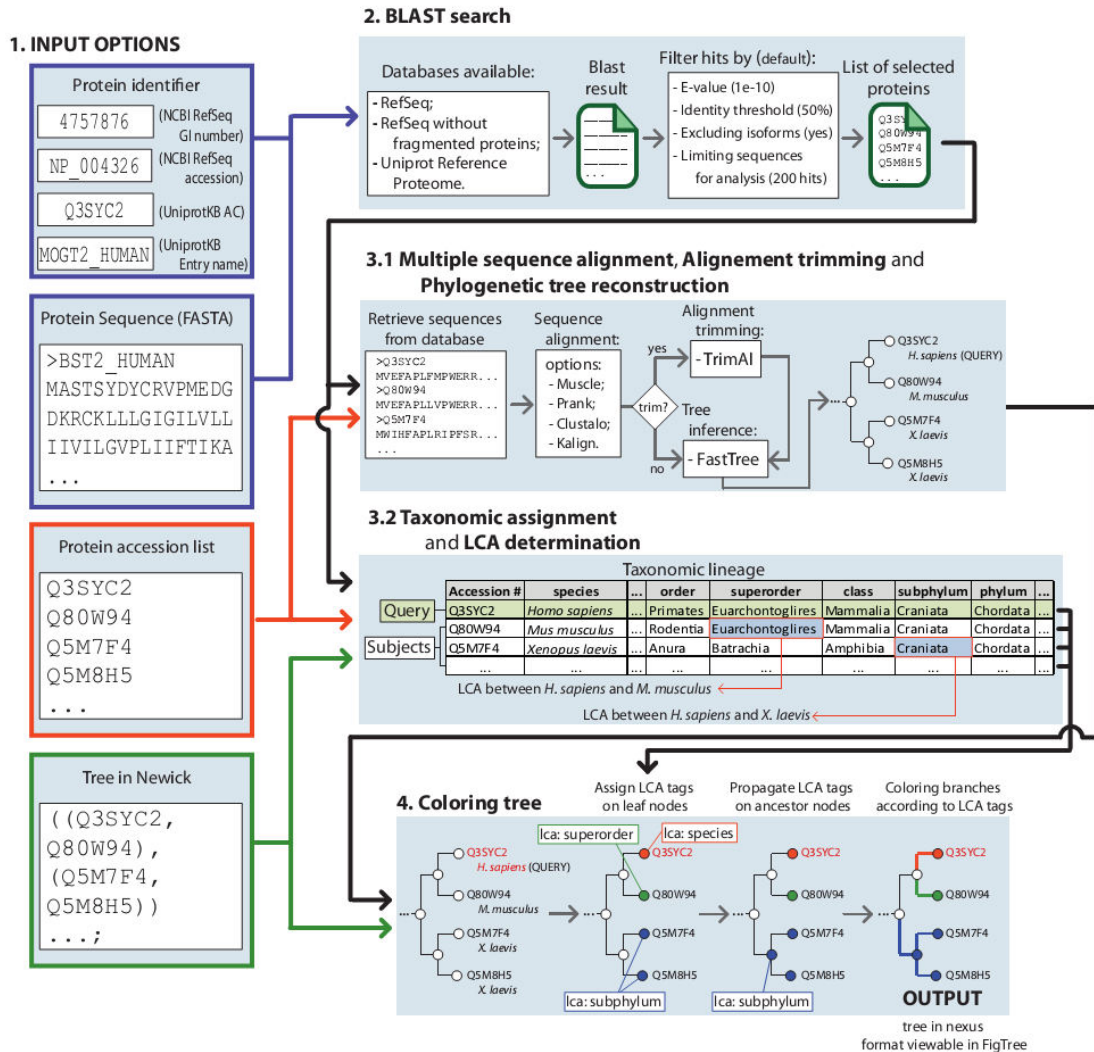 1. INPUT OPTIONS
Protein identifier
4757876
(NCBI RefSeq
GI number)
NP_004326
(NCBI RefSeq
accession)
Q3SYC2
(UniprotKB AC)
MOGT2_HUMAN
(UniprotKB
Entry name)
Protein Sequence (FASTA)
>BST2_HUMAN
MASTSYDYCRVPMEDG
DKRCKLLLGIGILVLL
IIVILGVPLIIFTIKA
...
Protein accession list
Q3SYC2
Q80W94
Q5M7F4
Q5M8H5
...
Tree in Newick
((Q3SYC2,
Q80W94),
(Q5M7F4,
Q5M8H5))
...;
2. BLAST search
Databases available:
- RefSeq;
- RefSeq without
fragmented proteins;
- Uniprot Reference
Proteome.
Blast
result
...
Filter hits by (default):
- E-value (1e-10)
- Identity threshold (50%)
- Excluding isoforms (yes)
- Limiting sequences
for analysis (200 hits)
List of selected
proteins
Q3SY
Q80W94
Q5M7F4
Q5M8H5
...
3.1 Multiple sequence alignment, Alignement trimming and
Phylogenetic tree reconstruction
Retrieve sequences
from database
>Q3SYC2
MVEFAPLFMPWERR...
>Q80W94
MVEFAPLLVPWERR...
>Q5M7F4
MWIHFAPLRIPFSR...
...
Sequence
alignment:
options:
- Muscle;
- Prank;
- Clustalo;
- Kalign.
trim?
yes
no
Alignment
trimming:
- TrimAl
Tree
inference:
- FastTree
...
Q3SYC2
H. sapiens (QUERY)
Q80W94
M. musculus
Q5M7F4
X. laevis
Q5M8H5
X. laevis
3.2 Taxonomic assignment
and LCA determination
Taxonomic lineage
Accession # species ... order superorder class subphylum phylum ...
Query Q3SYC2 Homo sapiens ... Primates Euarchontoglires Mammalia Craniata Chordata ...
Q80W94 Mus musculus ... Rodentia Euarchontoglires Mammalia Craniata Chordata ...
Subjects Q5M7F4 Xenopus laevis ... Anura Batrachia Amphibia Craniata Chordata ...
... ... ... ... ... ... ... ... ...
LCA between H. sapiens and M. musculus
LCA between H. sapiens and X. laevis
4. Coloring tree
Assign LCA tags
on leaf nodes
Propagate LCA tags
on ancestor nodes
Coloring branches
according to LCA tags
...
Q3SYC2
H. sapiens (QUERY)
Q80W94
M. musculus
Q5M7F4
X. laevis
Q5M8H5
X. laevis
lca: superorder
lca: species
...
Q3SYC2
Q80W94
Q5M7F4
Q5M8H5
lca: subphylum
...
Q3SYC2
Q80W94
Q5M7F4
Q5M8H5
lca: subphylum
...
Q3SYC2
Q80W94
Q5M7F4
Q5M8H5
OUTPUT
tree in nexus
format viewable in FigTree